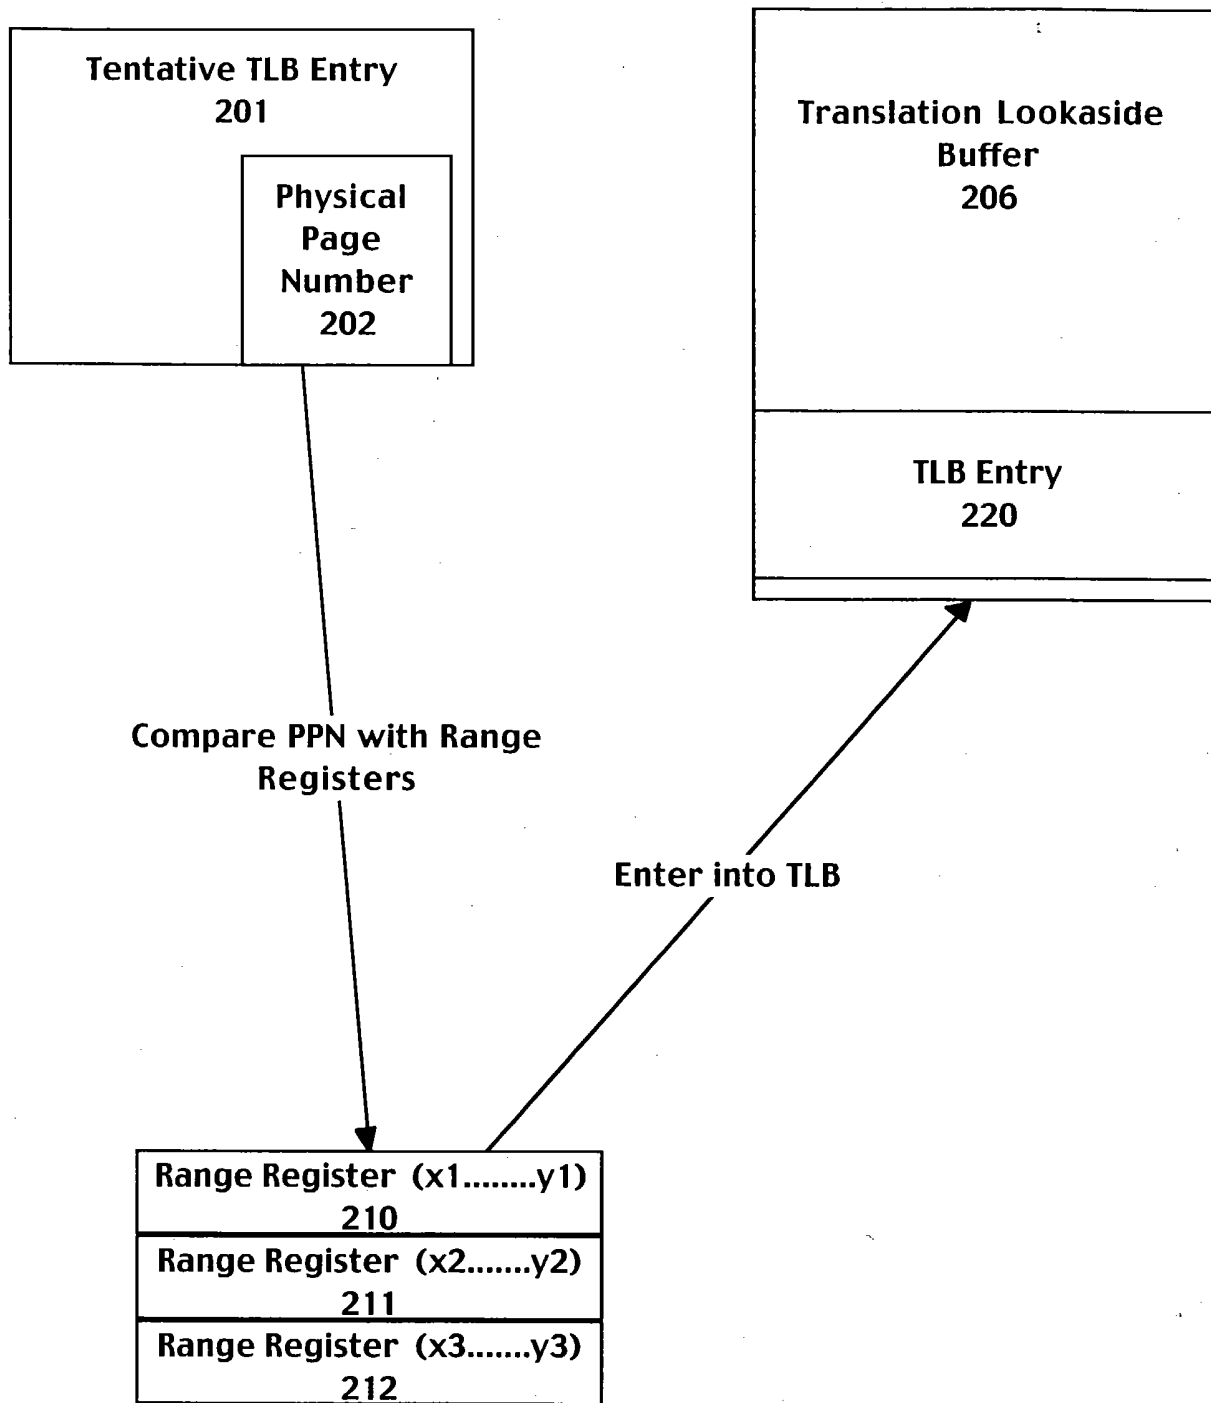 Tentative TLB Entry
201
Physical
Page
Number
202
Translation Lookaside
Buffer
206
TLB Entry
220
Compare PPN with Range
Registers
Enter into TLB
Range Register (x1........y1)
210
Range Register (x2.......y2)
211
Range Register (x3.......y3)
212